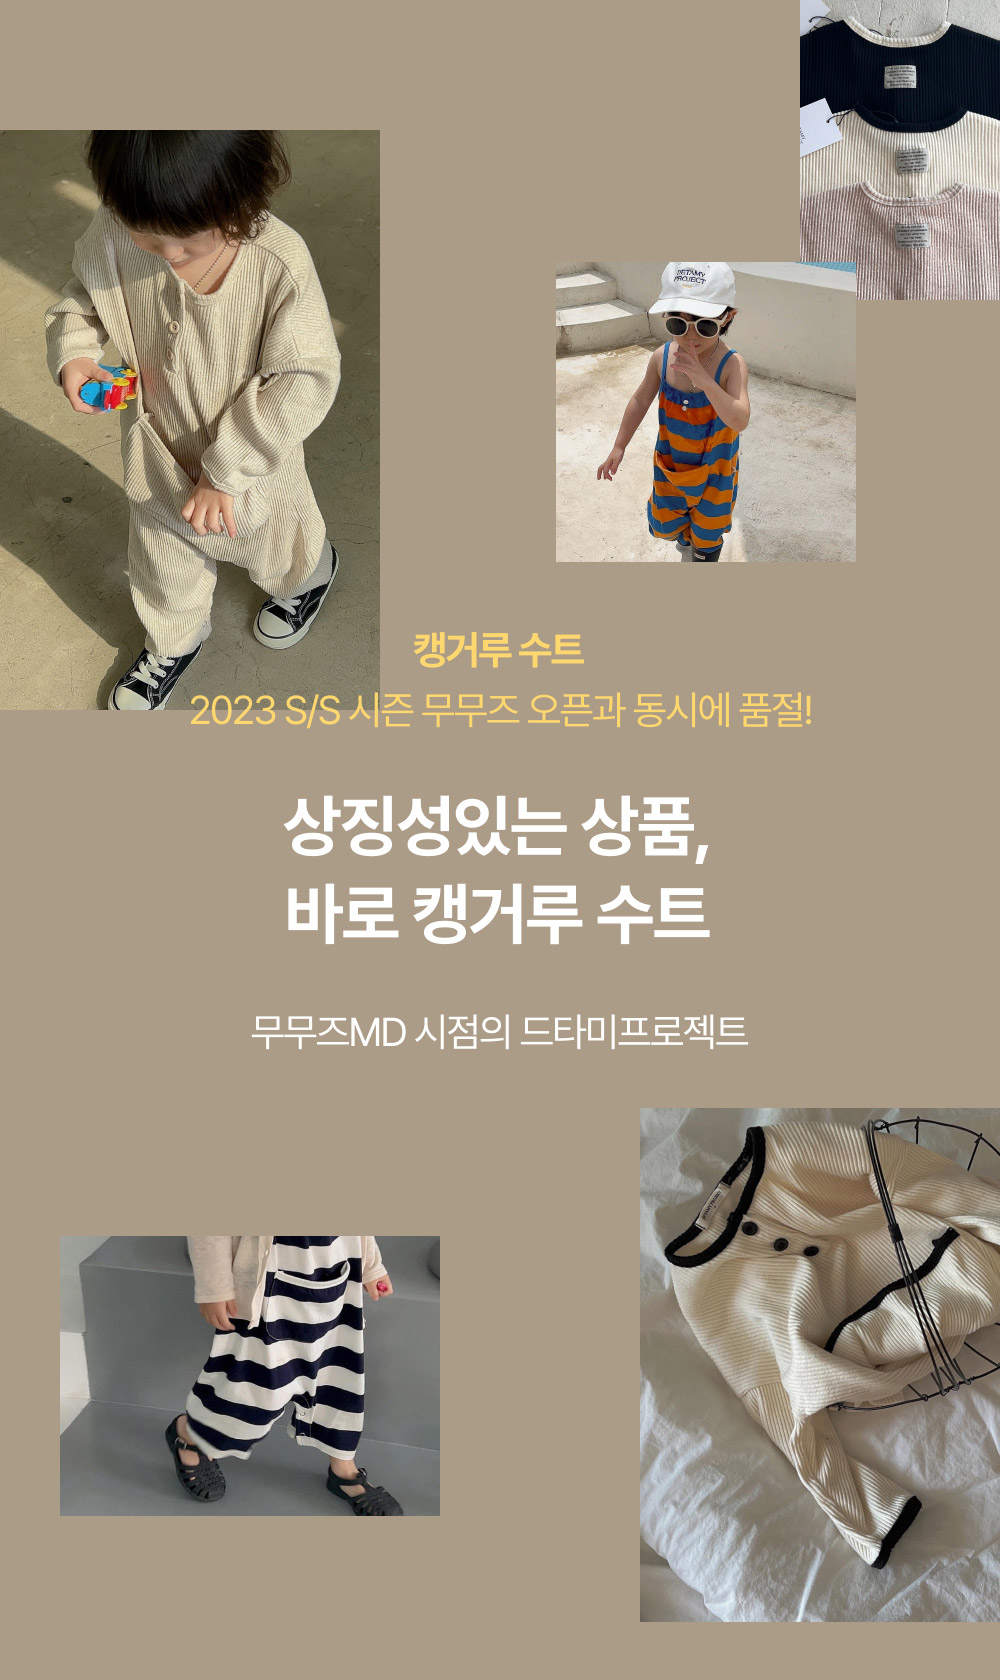 DETAMY
PROJECT
캥거루 수트
2023 S/S 시즌 무무즈 오픈과 동시에 품절!
상징성있는 상품,
바로 캥거루 수트
무무즈MD 시점의 드타미프로젝트